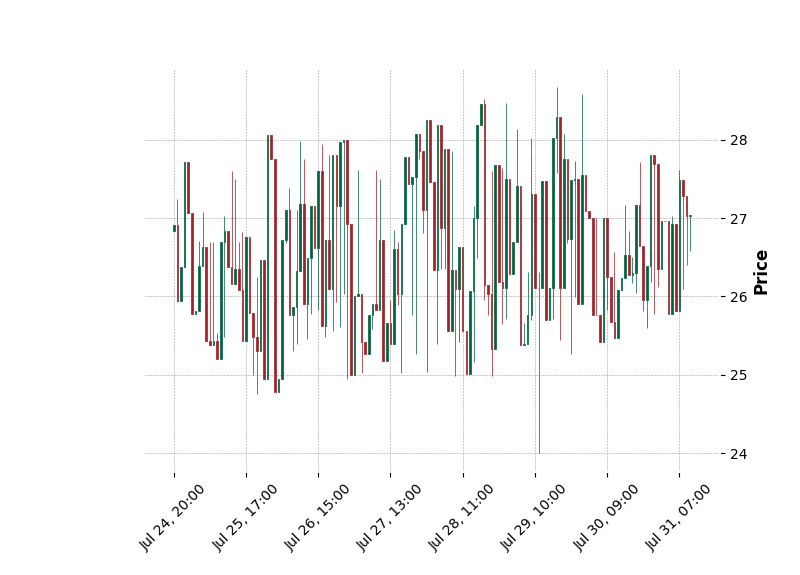 28
27
26
25
24
Price
Jul 24, 20:00
Jul 25, 17:00
Jul 26, 15:00
Jul 27, 13:00
Jul 28, 11:00
Jul 29, 10:00
Jul 30, 09:00
Jul 31, 07:00